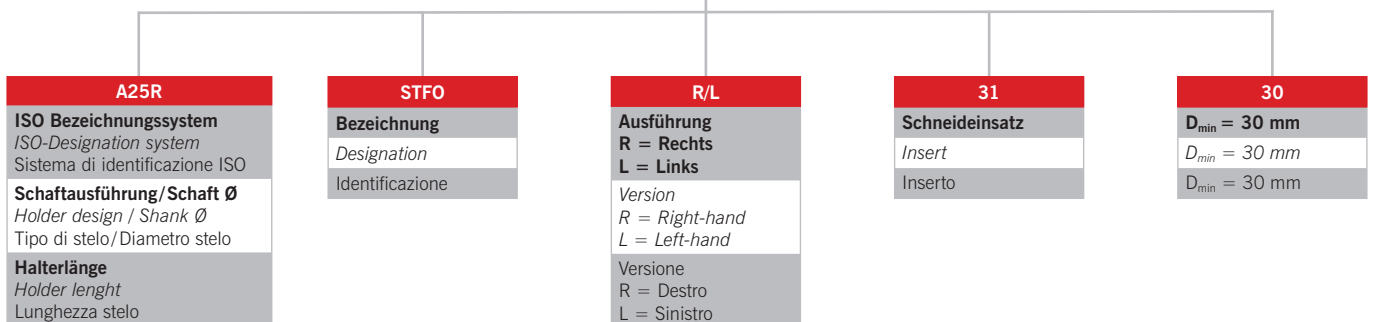 A25R
ISO Bezeichnungssystem
ISO-Designation system
Sistema di identificazione ISO
Schaftausführung/Schaft Ø
Holder design / Shank Ø
Tipo di stelo/Diametro stelo
Halterlänge
Holder lenght
Lunghezza stelo
STFO
Bezeichnung
Designation
Identificazione
R/L
Ausführung
R = Rechts
L = Links
Version
R = Right-hand
L = Left-hand
Versione
R = Destro
L = Sinistro
31
Schneideinsatz
Insert
Inserto
30
Dmin = 30 mm
Dmin = 30 mm
Dmin = 30 mm